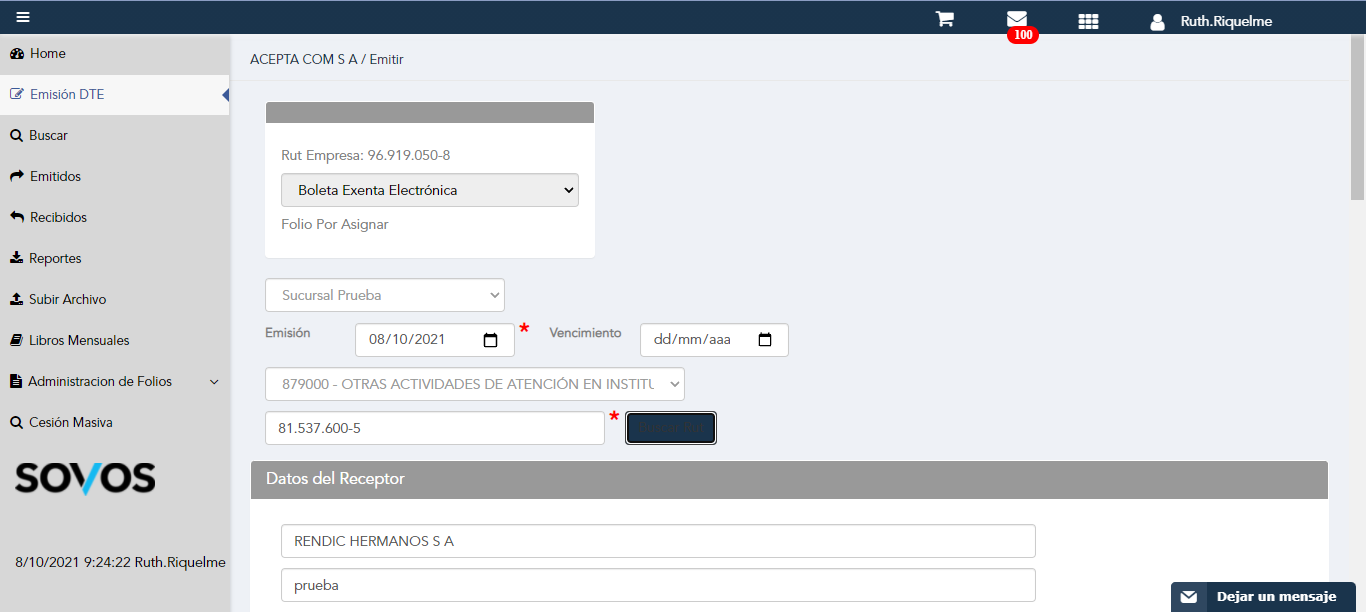 Ruth.Riquelme
100
Home
ACEPTA COM S A / Emitir
Emisión DTE
Buscar
Emitidos
Recibidos
Reportes
Subir Archivo
Libros Mensuales
Administracion de Folios
Cesión Masiva
SOVOS
8/10/2021 9:24:22 Ruth.Riquelme
Rut Empresa: 96.919.050-8
Boleta Exenta Electrónica
Folio Por Asignar
Sucursal Prueba
Emisión 08/10/2021 * Vencimiento dd/mm/aaa
879000 - OTRAS ACTIVIDADES DE ATENCIÓN EN INSTITU
81.537.600-5 *
Datos del Receptor
RENDIC HERMANOS S A
prueba
Dejar un mensaje